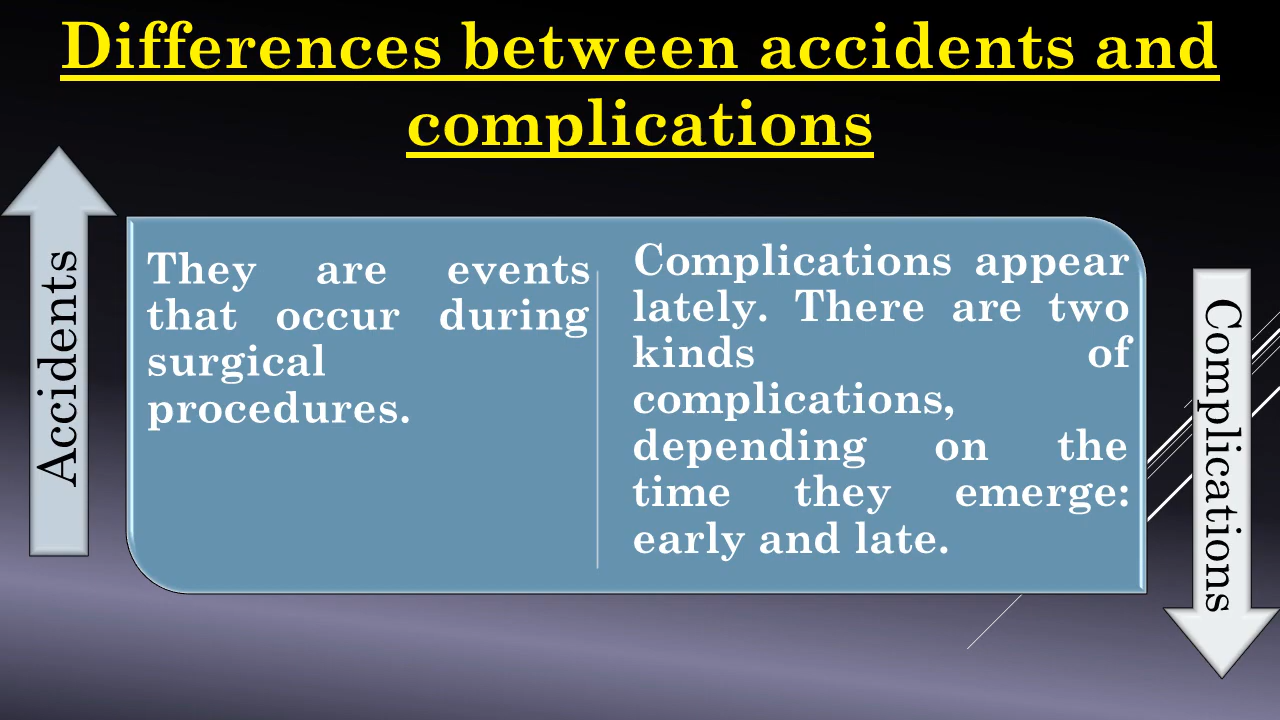 Differences between accidents and
complications
Accidents
They are events
that occur during
surgical
procedures.
Complications appear
lately. There are two
kinds of
complications,
depending on the
time they emerge:
early and late.
Complications